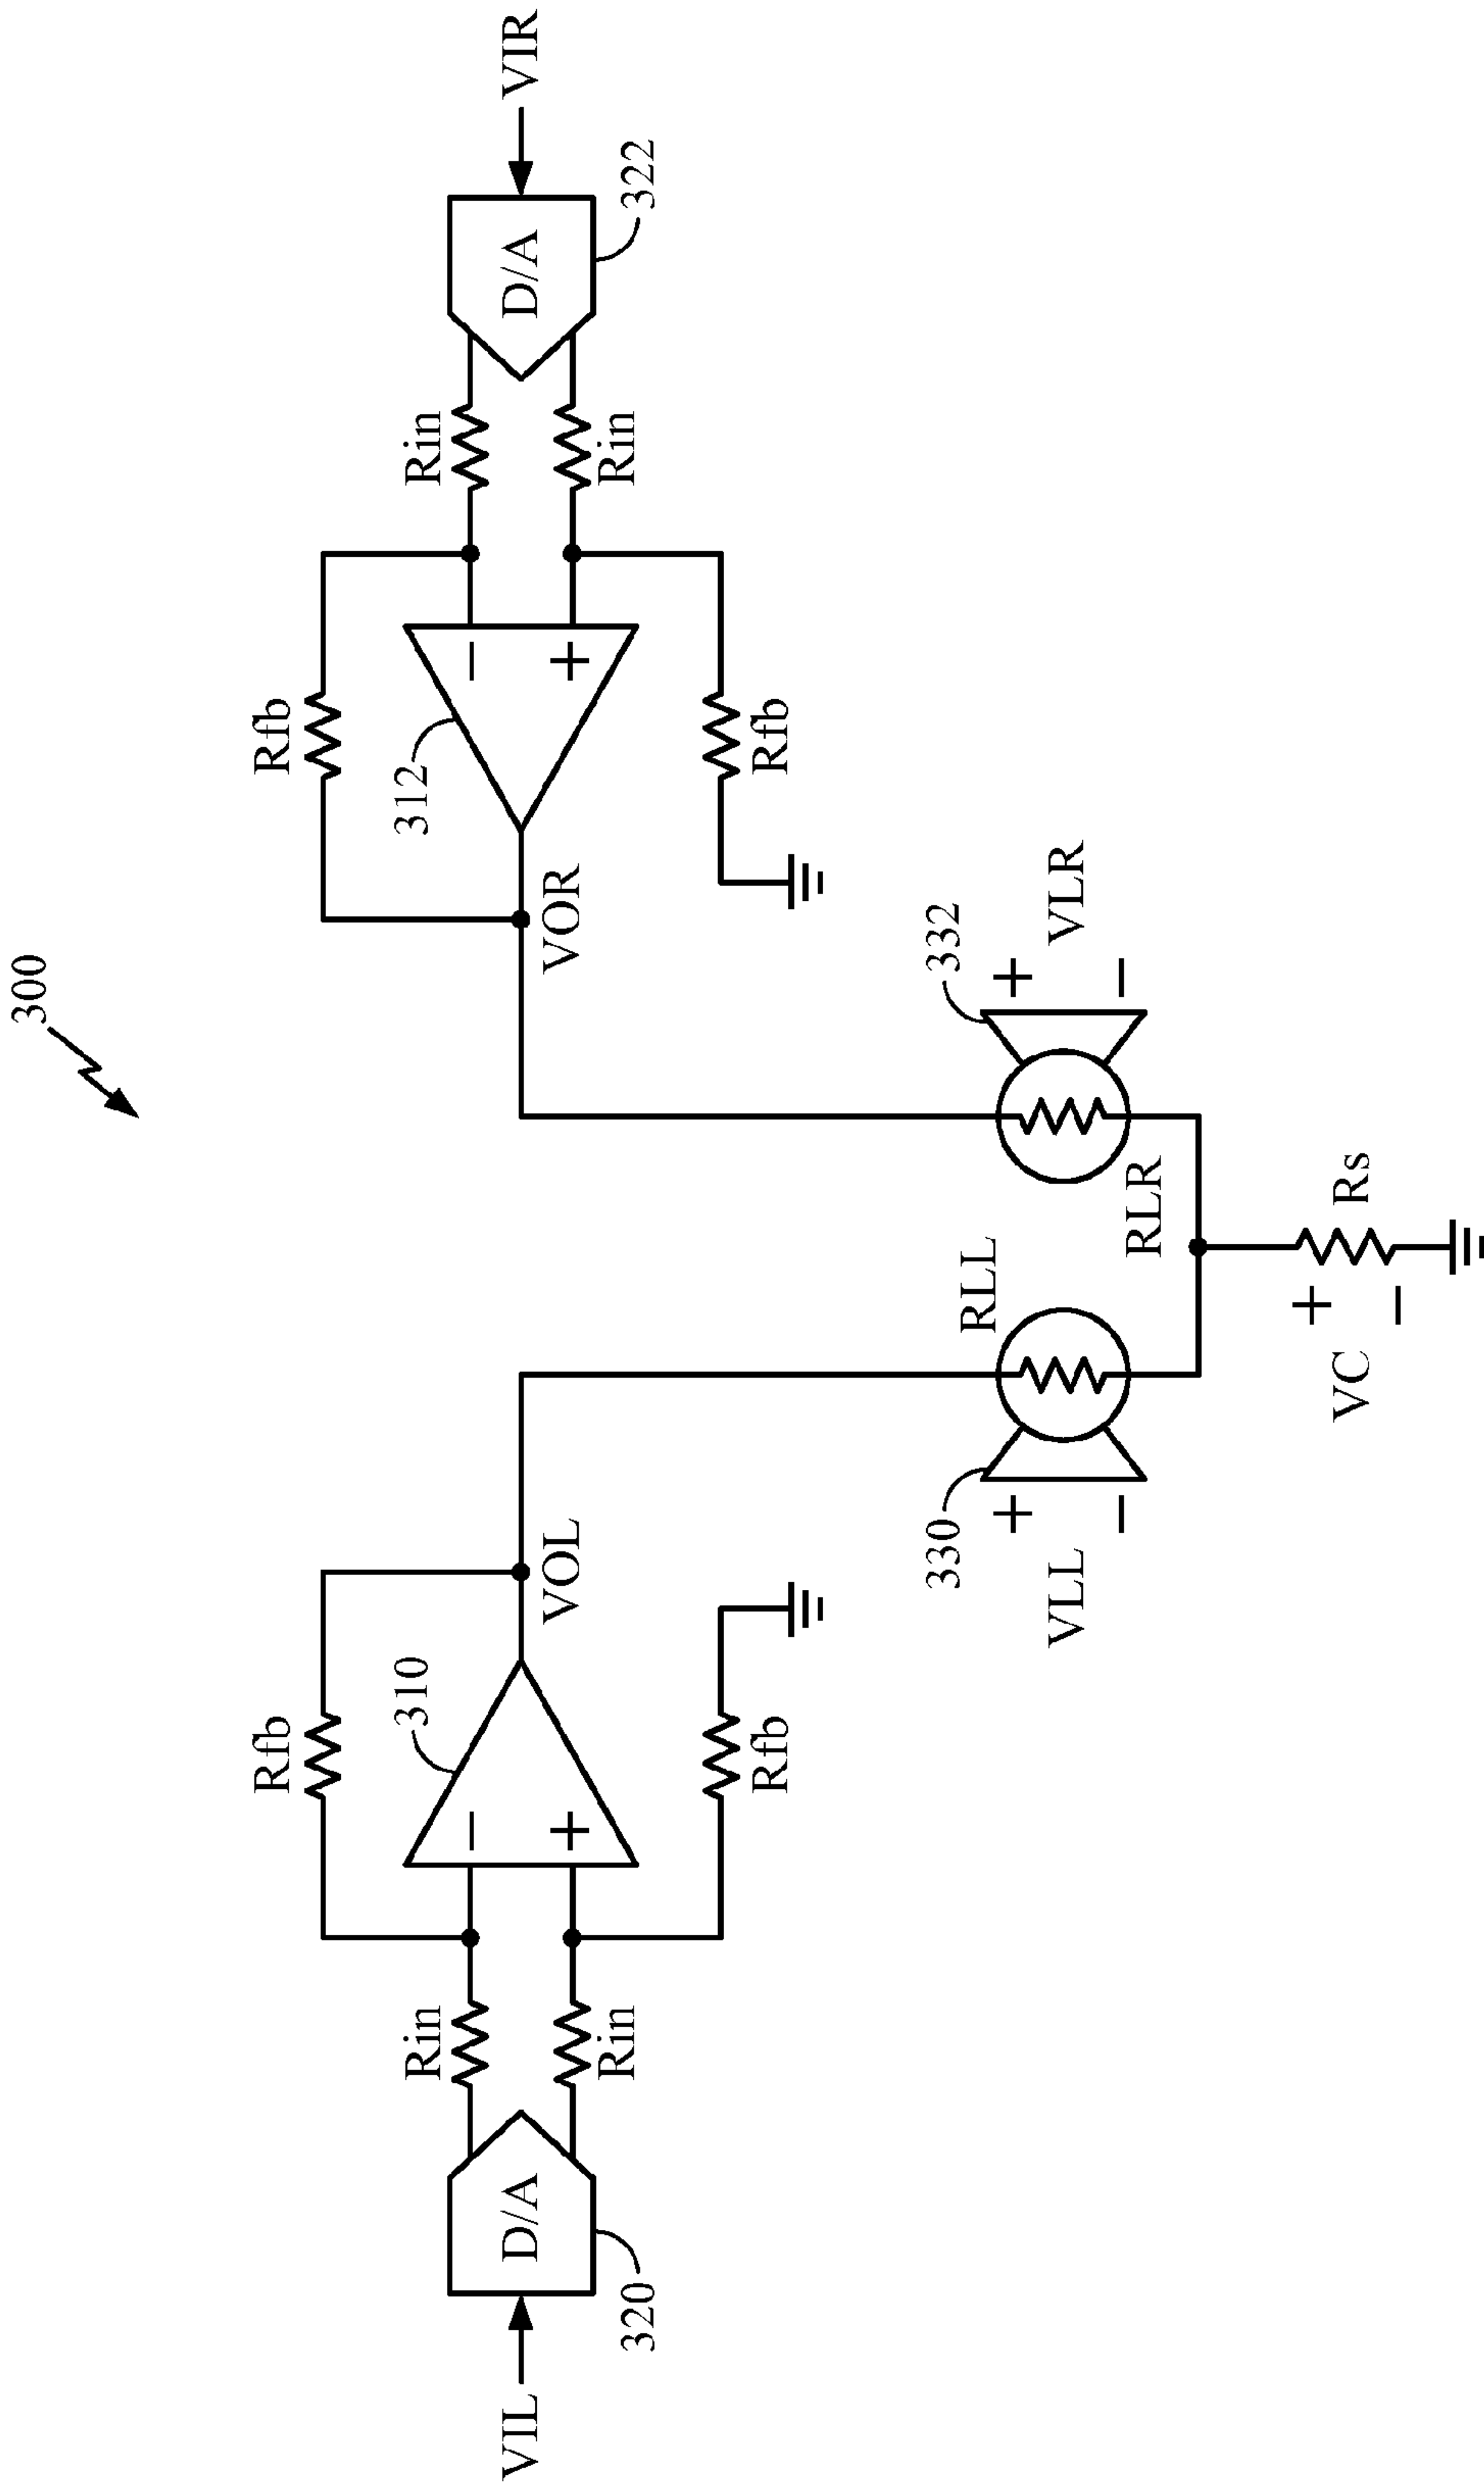 300
Rfb
Rfb
310
312
Rin
Rin
VIL
D/A
−
+
VOL
VOR
−
+
D/A
VIR
320
Rin
Rin
322
Rfb
Rfb
330
332
RLL
+
VLL
−
+
VLR
−
RLR
+
VC
−
Rs